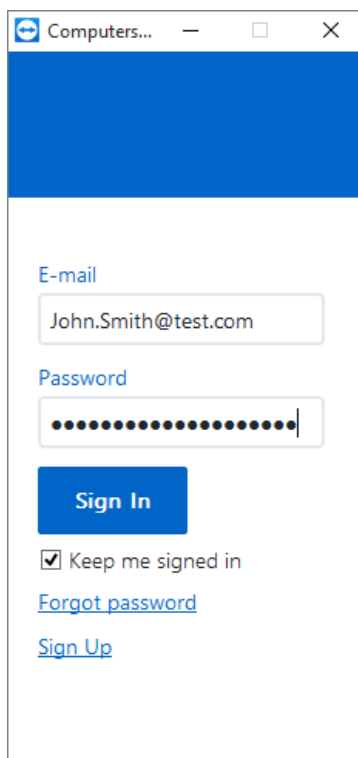 Computers...
E-mail
John.Smith@test.com
Password
••••••••••••••••••••
Sign In
Keep me signed in
Forgot password
Sign Up